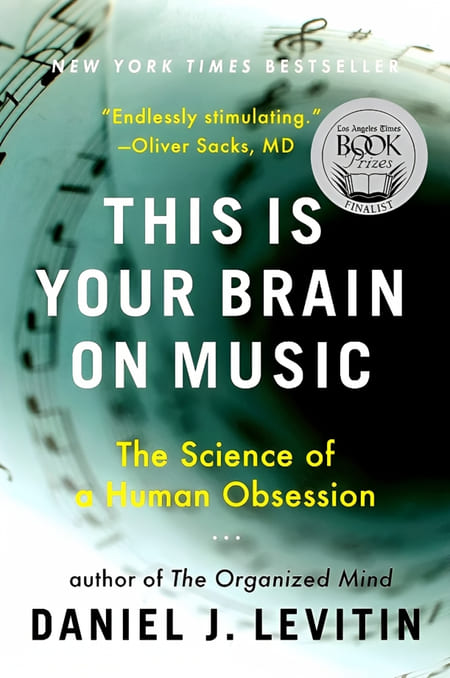 NEW YORK TIMES BESTSELLER
“Endlessly stimulating.”
—Oliver Sacks, MD
Los Angeles Times
BOOK
Prizes
FINALIST
THIS IS
YOUR BRAIN
ON MUSIC
The Science of
a Human Obsession
...
author of The Organized Mind
DANIEL J. LEVITIN